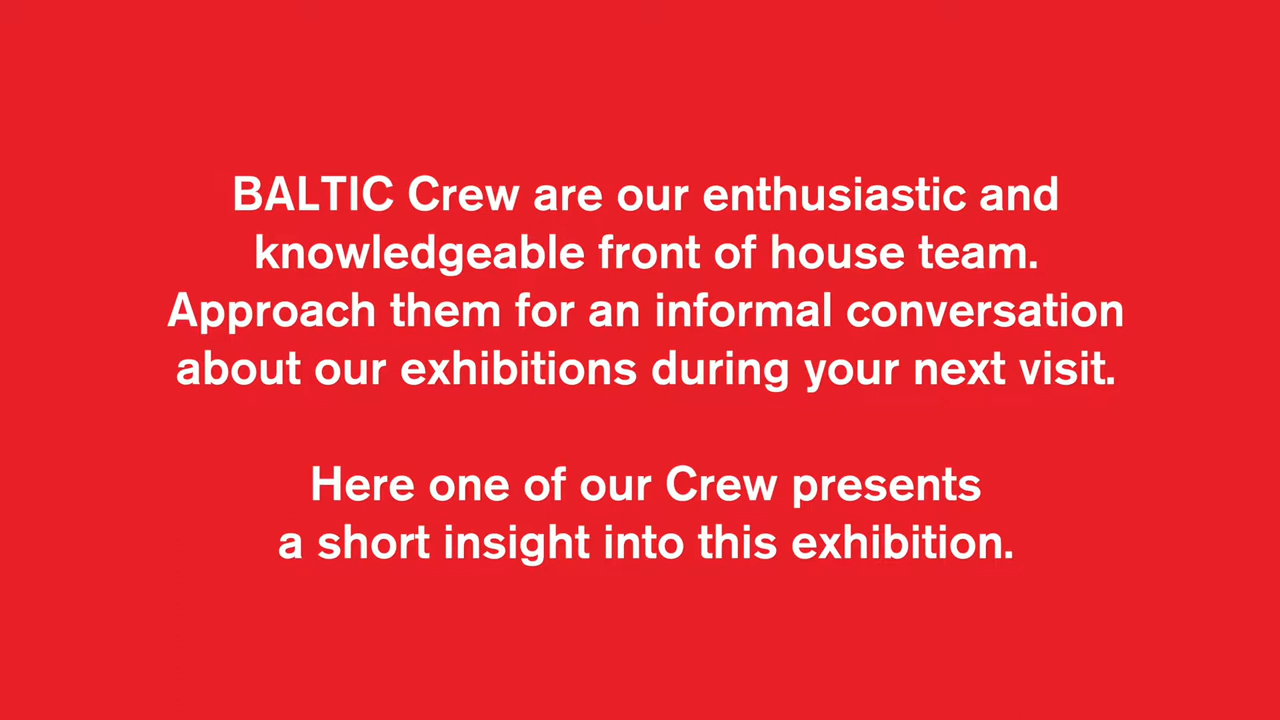 BALTIC Crew are our enthusiastic and
knowledgeable front of house team.
Approach them for an informal conversation
about our exhibitions during your next visit.
Here one of our Crew presents
a short insight into this exhibition.